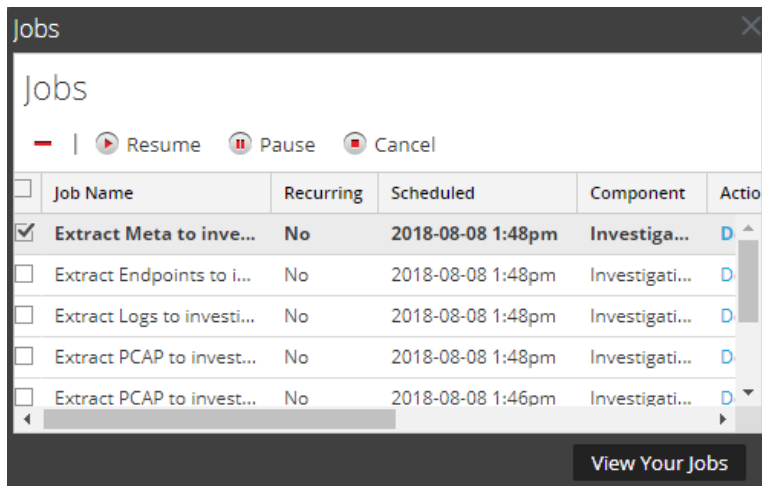 Jobs
Jobs
Resume Pause Cancel
Job Name Recurring Scheduled Component Actio
Extract Meta to inve... No 2018-08-08 1:48pm Investiga... D
Extract Endpoints to i... No 2018-08-08 1:48pm Investigati... D
Extract Logs to investi... No 2018-08-08 1:48pm Investigati... D
Extract PCAP to invest... No 2018-08-08 1:48pm Investigati... D
Extract PCAP to invest... No 2018-08-08 1:46pm Investigati... D
View Your Jobs